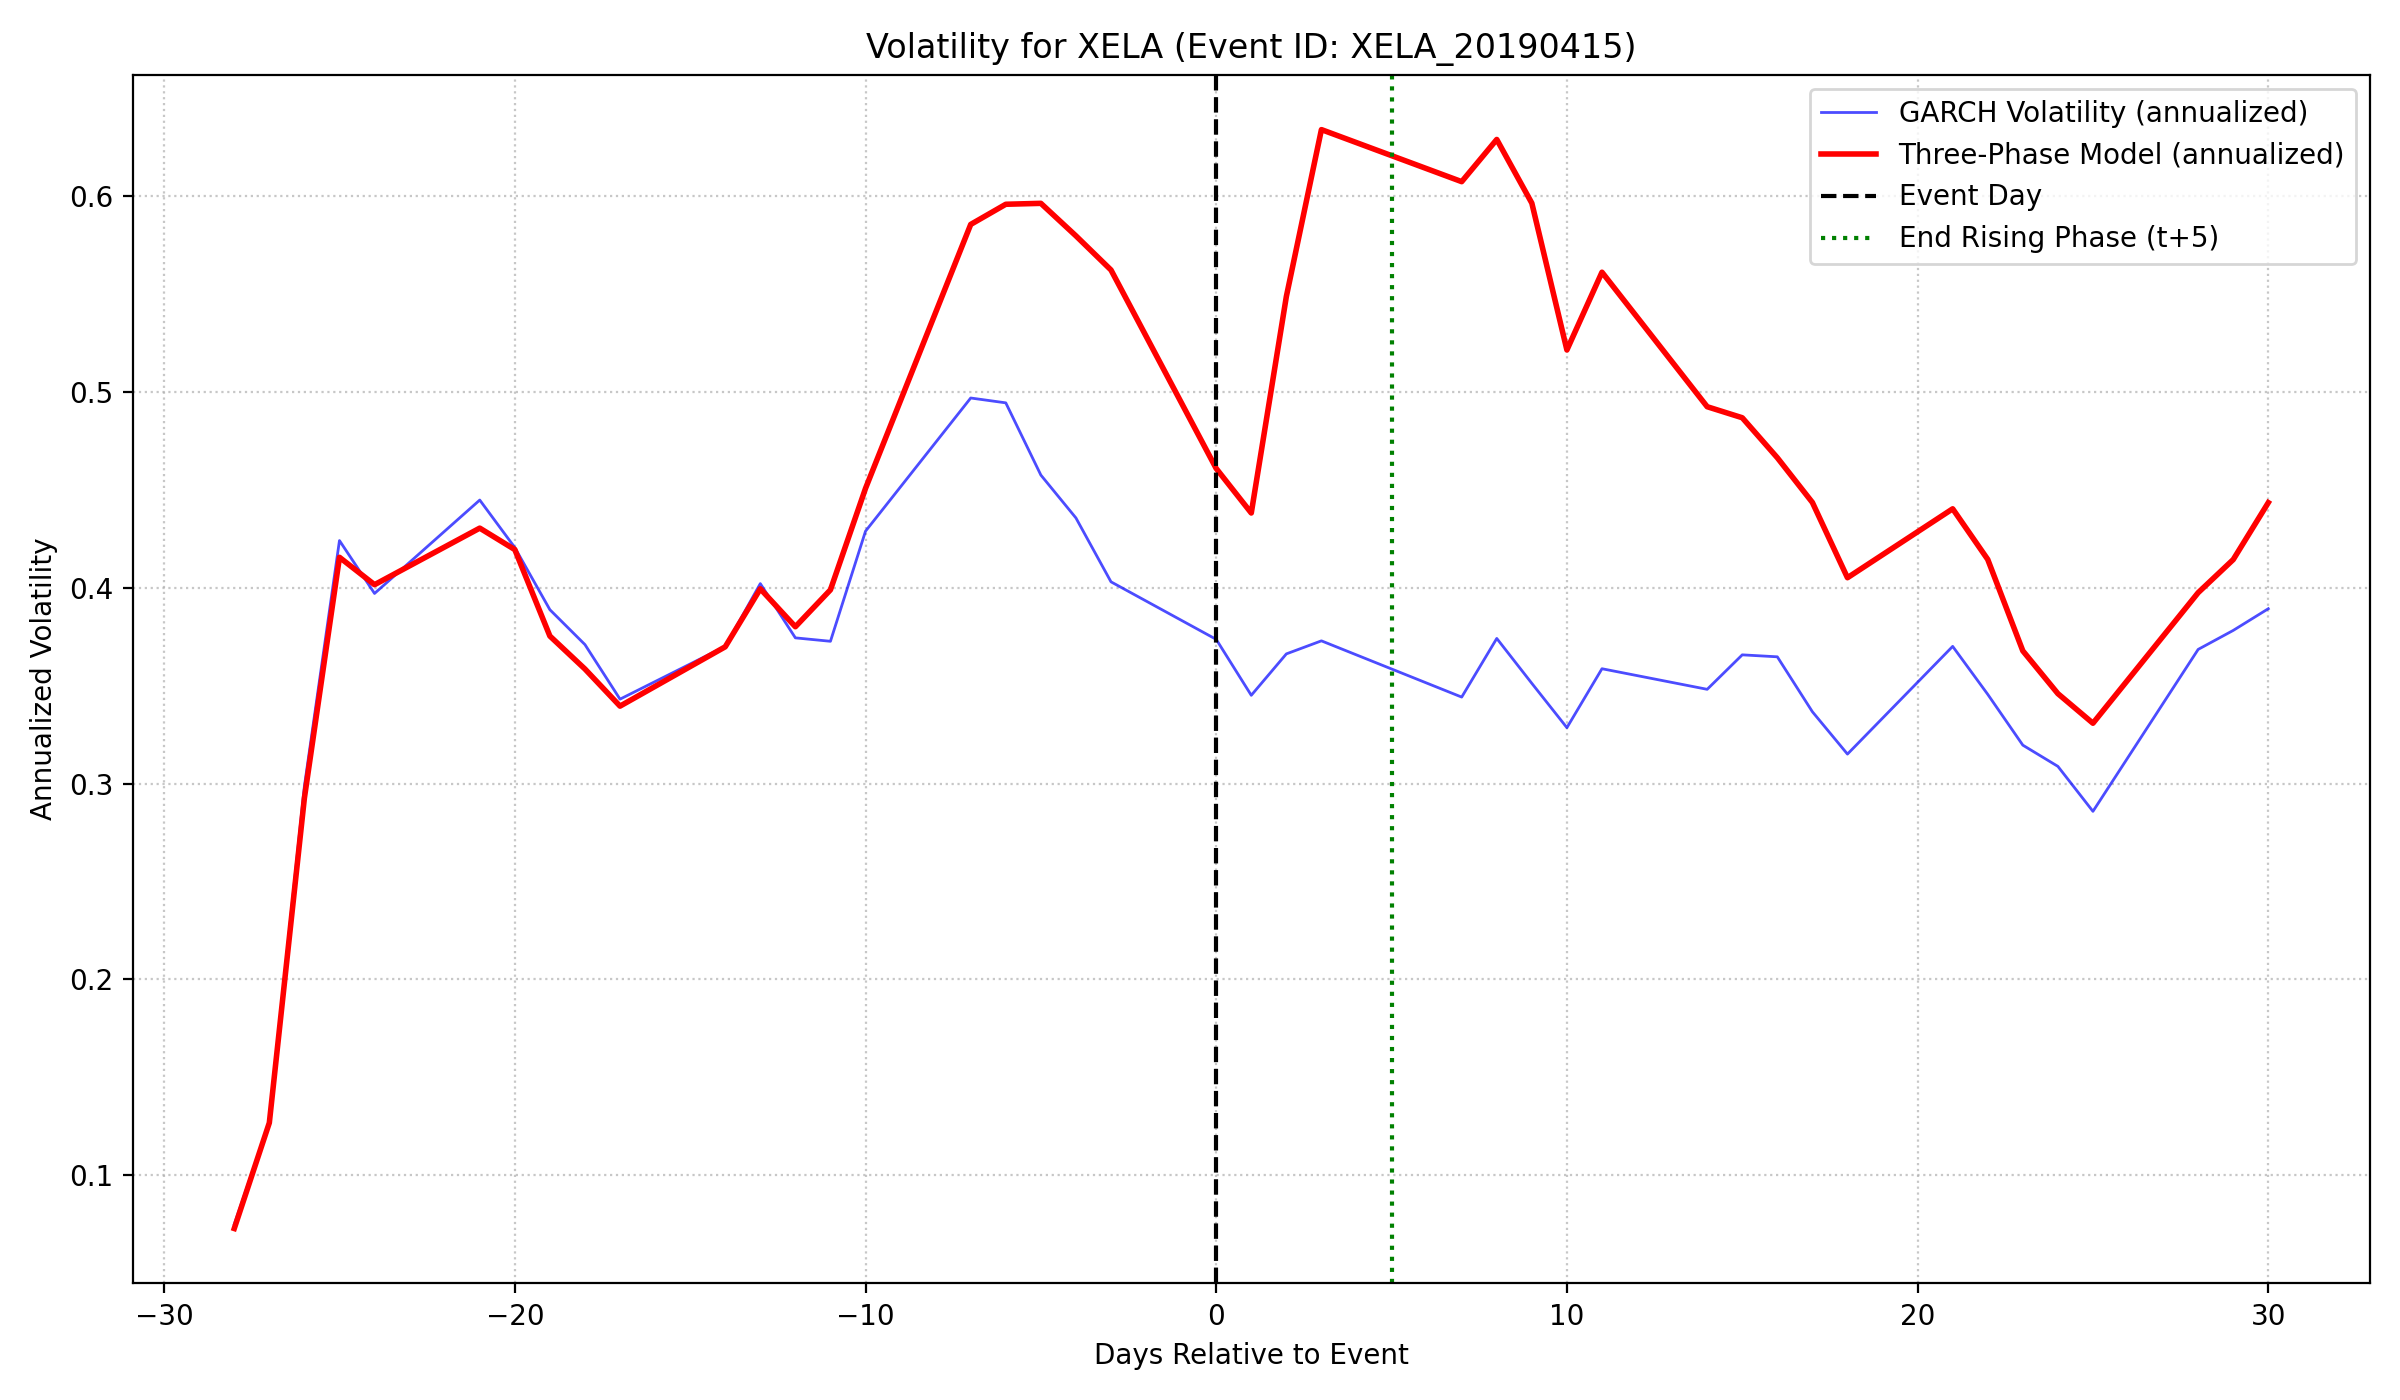 Volatility for XELA (Event ID: XELA_20190415)
GARCH Volatility (annualized)
Three-Phase Model (annualized)
Event Day
End Rising Phase (t+5)
Annualized Volatility
0.6
0.5
0.4
0.3
0.2
0.1
−30 −20 −10 0 10 20 30
Days Relative to Event